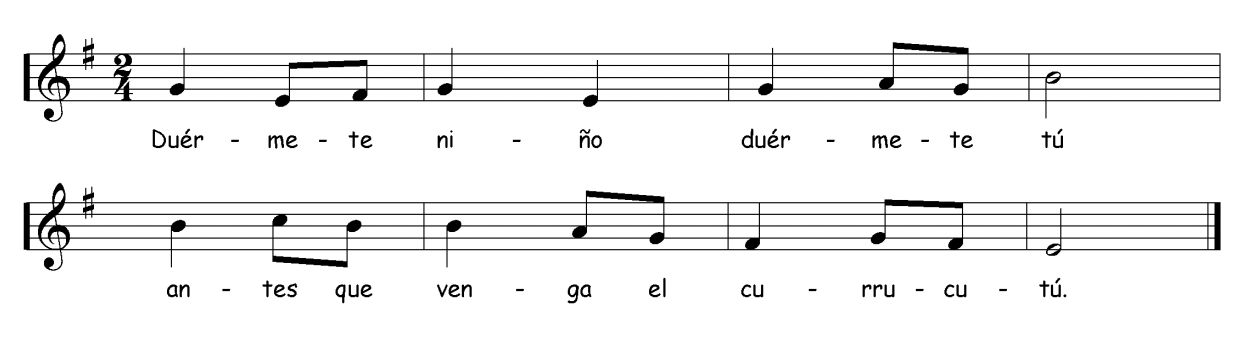 2
4
Duér - me - te ni - ño duér - me - te tú
an - tes que ven - ga el cu - rru - cu - tú.